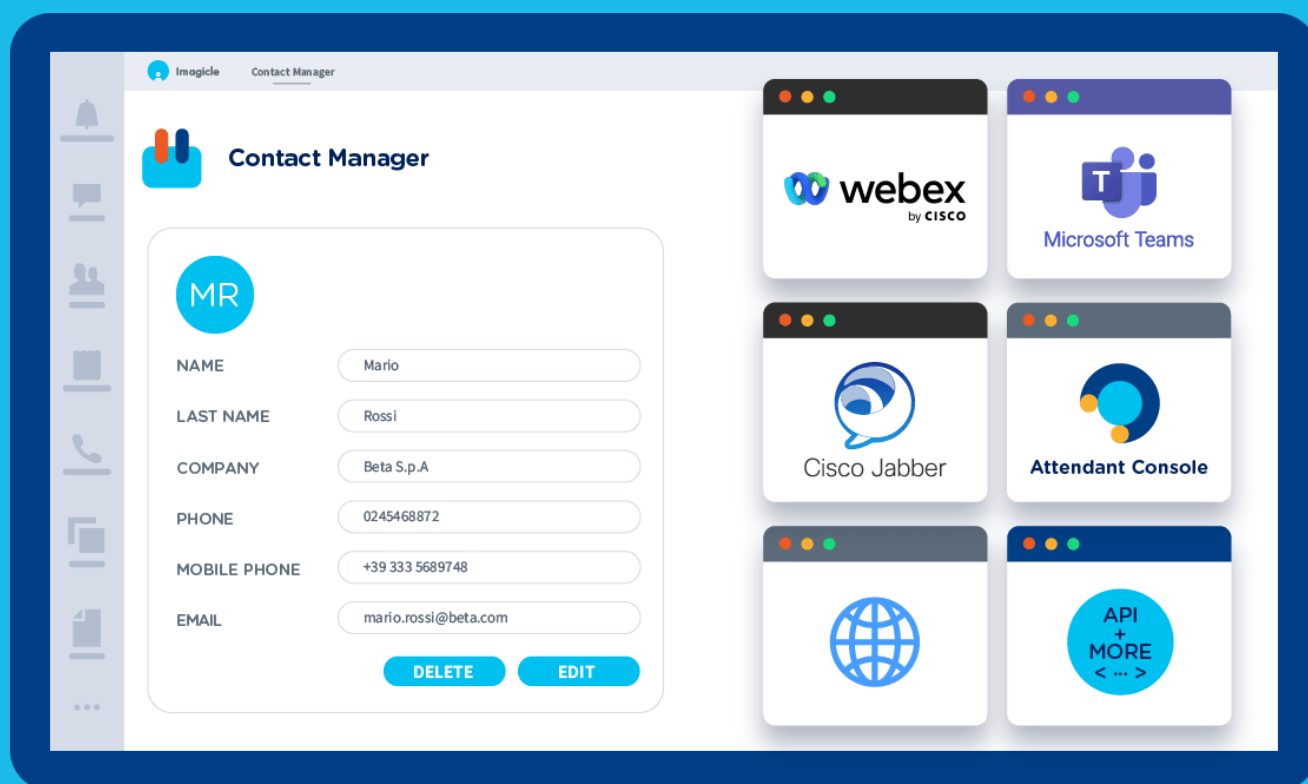 Imagicle Contact Manager
Contact Manager
MR
NAME Mario
LAST NAME Rossi
COMPANY Beta S.p.A
PHONE 0245468872
MOBILE PHONE +39 333 5689748
EMAIL mario.rossi@beta.com
DELETE EDIT
webex
by CISCO
T
Microsoft Teams
Cisco Jabber
Attendant Console
API
+
MORE
< ... >